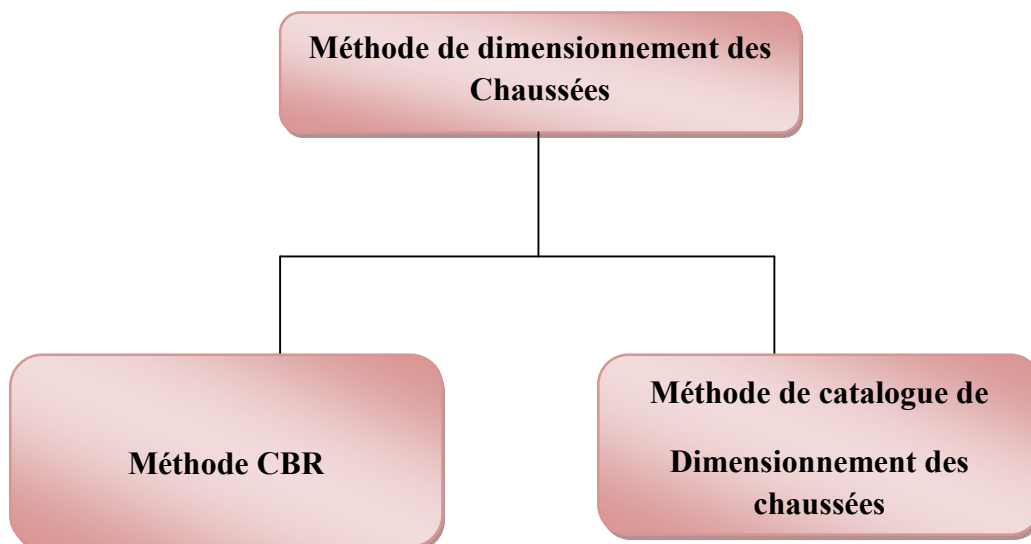 Méthode de dimensionnement des
Chaussées
Méthode CBR
Méthode de catalogue de
Dimensionnement des
chaussées